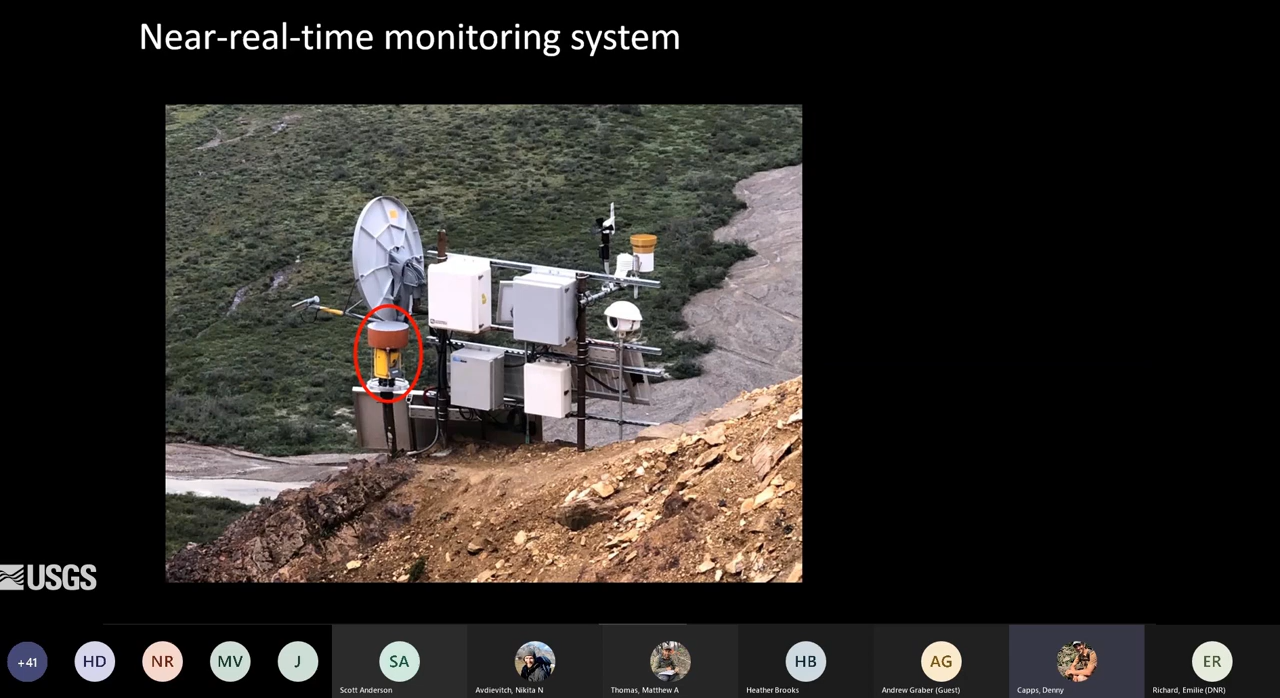 Near-real-time monitoring system
USGS
+41
HD
NR
MV
J
SA
HB
AG
ER
Scott Anderson
Avdievitch, Nikita N
Thomas, Matthew A
Heather Brooks
Andrew Graber (Guest)
Capps, Denny
Richard, Emilie (DNR)